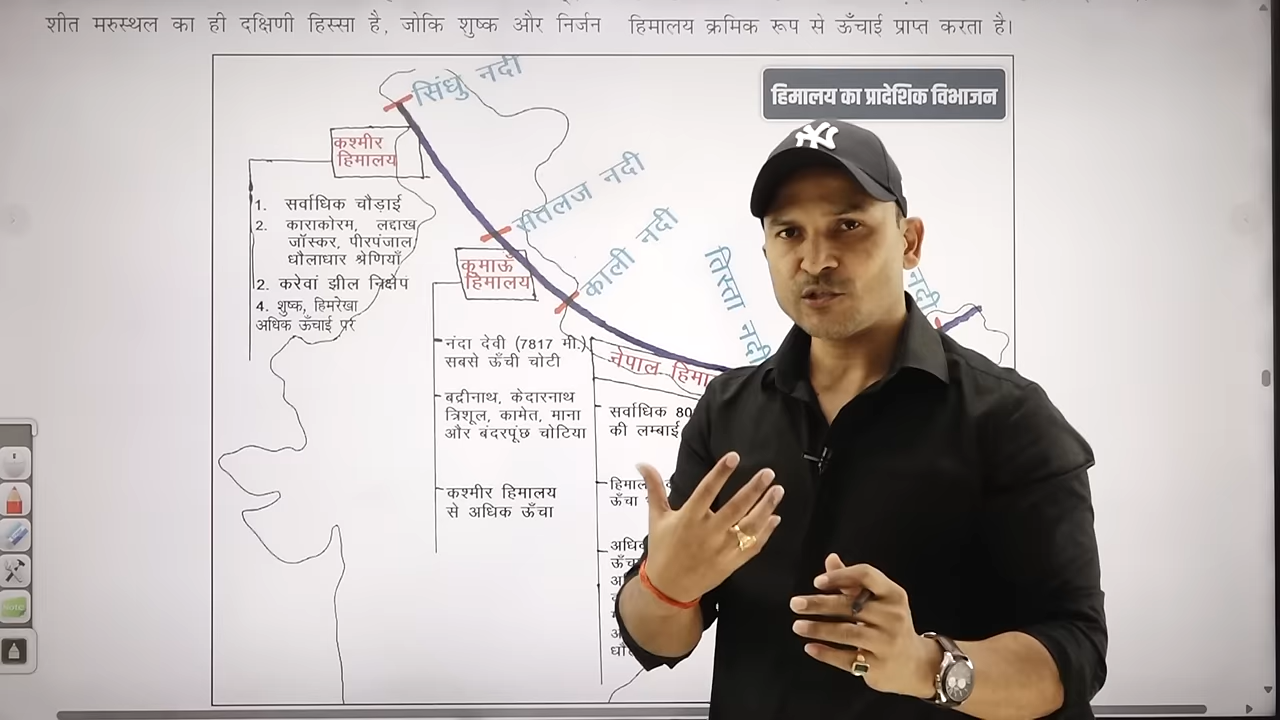 शीत मरुस्थल का ही दक्षिणी हिस्सा है, जोकि शुष्क और निर्जन
हिमालय क्रमिक रूप से ऊँचाई प्राप्त करता है।
हिमालय का प्रादेशिक विभाजन
सिंधु नदी
कश्मीर
हिमालय
1. सर्वाधिक चौड़ाई
2. काराकोरम, लद्दाख
जॉस्कर, पीरपंजाल
धौलाधार श्रेणियाँ
2. करेवां झील निक्षेप
4. शुष्क, हिमरेखा
अधिक ऊँचाई पर
सतलज नदी
कुमाऊँ
हिमालय
काली नदी
नंदा देवी (7817 मी.)
सबसे ऊँची चोटी
बद्रीनाथ, केदारनाथ
त्रिशूल, कामेत, माना
और बंदरपूंछ चोटिया
कश्मीर हिमालय
से अधिक ऊँचा
तिस्ता नदी
नेपाल हिमा
सर्वाधिक 80
की लम्बाई
हिमाल
ऊँचा
नदी
NY